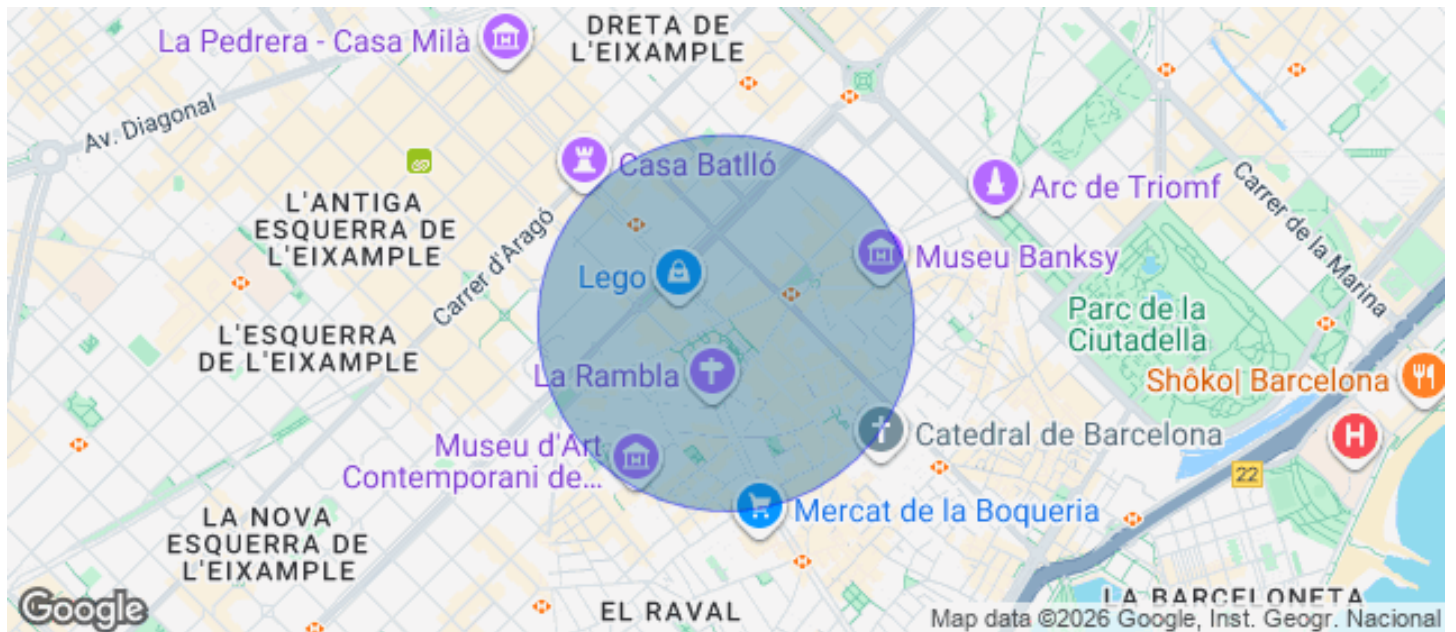 La Pedrera - Casa Milà
DRETA DE
L'EIXAMPLE
Av. Diagonal
Casa Batlló
Arc de Triomf
Carrer de la Marina
L'ANTIGA
ESQUERRA DE
L'EIXAMPLE
Carrer d'Aragó
Lego
Museu Banksy
Parc de la
Ciutadella
L'ESQUERRA
DE L'EIXAMPLE
La Rambla
Shôko| Barcelona
Museu d'Art
Contemporani de...
Catedral de Barcelona
H
22
Mercat de la Boqueria
LA NOVA
ESQUERRA DE
L'EIXAMPLE
EL RAVAL
LA BARCELONETA
Google
Map data ©2026 Google, Inst. Geogr. Nacional